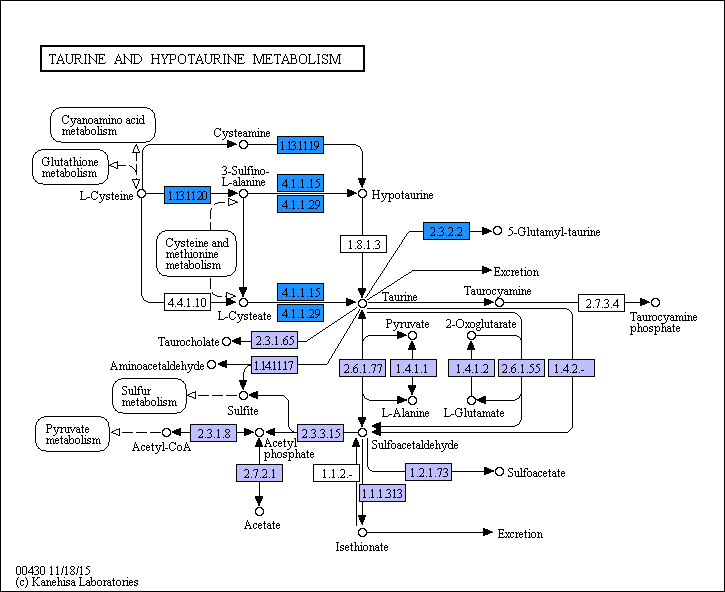 TAURINE AND HYPOTAURINE METABOLISM
Cyanoamino acid
metabolism
Glutathione
metabolism
Cysteamine
1.13.11.19
3-Sulfino-
L-alanine
4.1.1.15
4.1.1.29
L-Cysteine
1.13.11.20
Hypotaurine
Cysteine and
methionine
metabolism
1.8.1.3
2.3.2.2
5-Glutamyl-taurine
Excretion
4.4.1.10
L-Cysteate
4.1.1.15
4.1.1.29
Taurine
Taurocyamine
2.7.3.4
Taurocyamine
phosphate
Taurocholate
2.3.1.65
Pyruvate
2-Oxoglutarate
Aminoacetaldehyde
1.14.11.17
2.6.1.77
1.4.1.1
1.4.1.2
2.6.1.55
1.4.2.-
Sulfur
metabolism
Sulfite
L-Alanine
L-Glutamate
Pyruvate
metabolism
Acetyl-CoA
2.3.1.8
Acetyl
phosphate
2.3.3.15
Sulfoacetaldehyde
2.7.2.1
1.1.2.-
1.2.1.73
Sulfoacetate
1.1.1.313
Acetate
Isethionate
Excretion
00430 11/18/15
(c) Kanehisa Laboratories